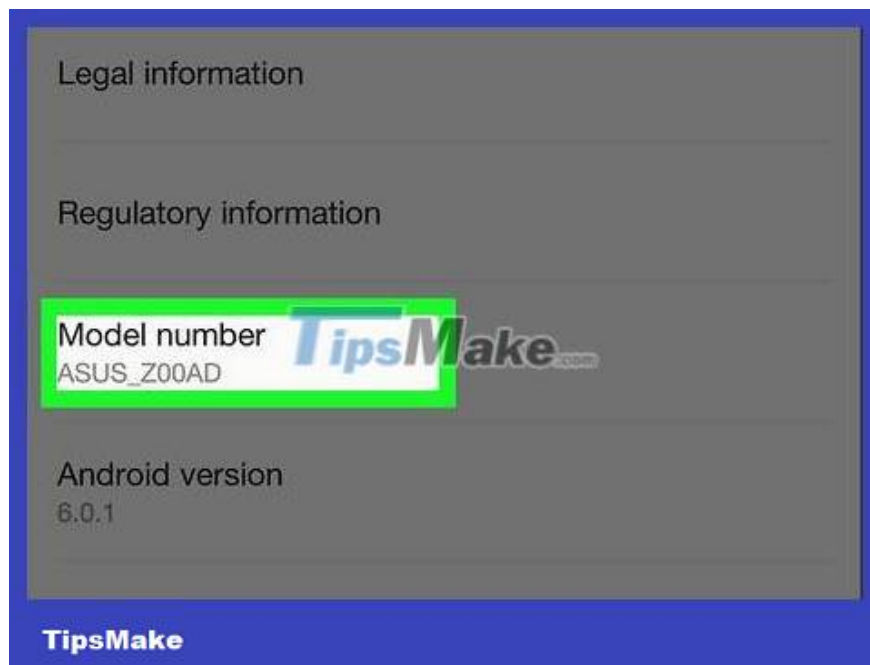 Legal information
Regulatory information
Model number
ASUS_Z00AD
TipsMake.com
Android version
6.0.1
TipsMake